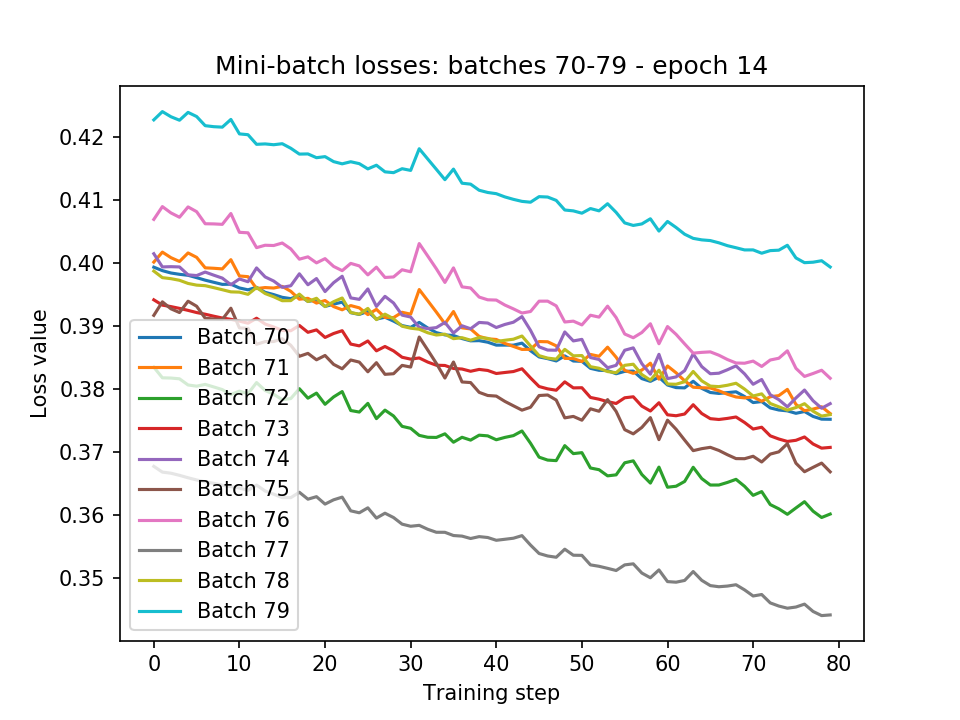 Mini-batch losses: batches 70-79 - epoch 14
Loss value
0.42
0.41
0.40
0.39
0.38
0.37
0.36
0.35
Batch 70
Batch 71
Batch 72
Batch 73
Batch 74
Batch 75
Batch 76
Batch 77
Batch 78
Batch 79
0 10 20 30 40 50 60 70 80
Training step